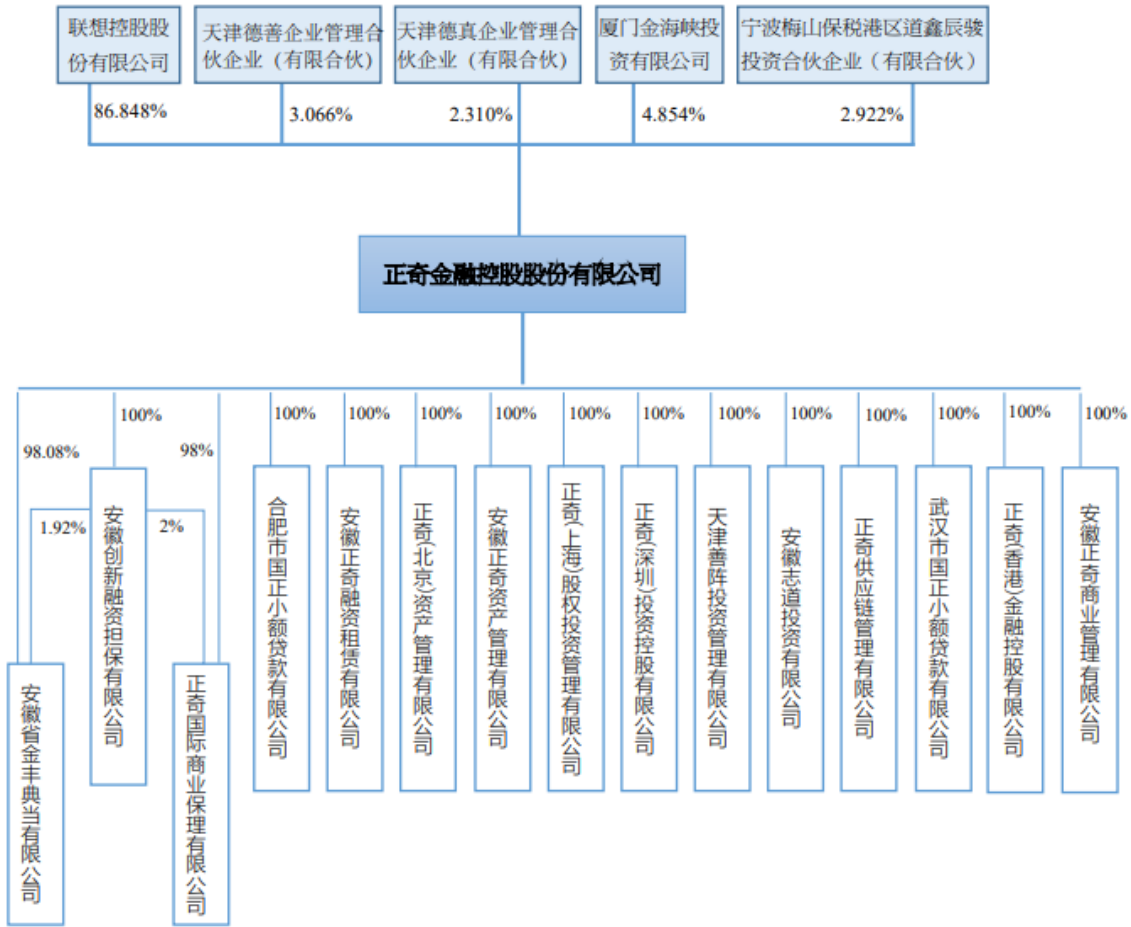 联想控股股
份有限公司
天津德善企业管理合
伙企业（有限合伙）
天津德真企业管理合
伙企业（有限合伙）
厦门金海峡投
资有限公司
宁波梅山保税港区道鑫辰骏
投资合伙企业（有限合伙）
86.848%
3.066%
2.310%
4.854%
2.922%
正奇金融控股股份有限公司
98.08%
100%
98%
100%
100%
100%
100%
100%
100%
100%
100%
100%
100%
100%
100%
1.92%
2%
安徽省金丰典当有限公司
安徽创新融资担保有限公司
正奇国际商业保理有限公司
合肥市国正小额贷款有限公司
安徽正奇融资租赁有限公司
正奇(北京)资产管理有限公司
安徽正奇资产管理有限公司
正奇(上海)股权投资管理有限公司
正奇(深圳)投资控股有限公司
天津善阵投资管理有限公司
安徽志道投资有限公司
正奇供应链管理有限公司
武汉市国正小额贷款有限公司
正奇(香港)金融控股有限公司
安徽正奇商业管理有限公司